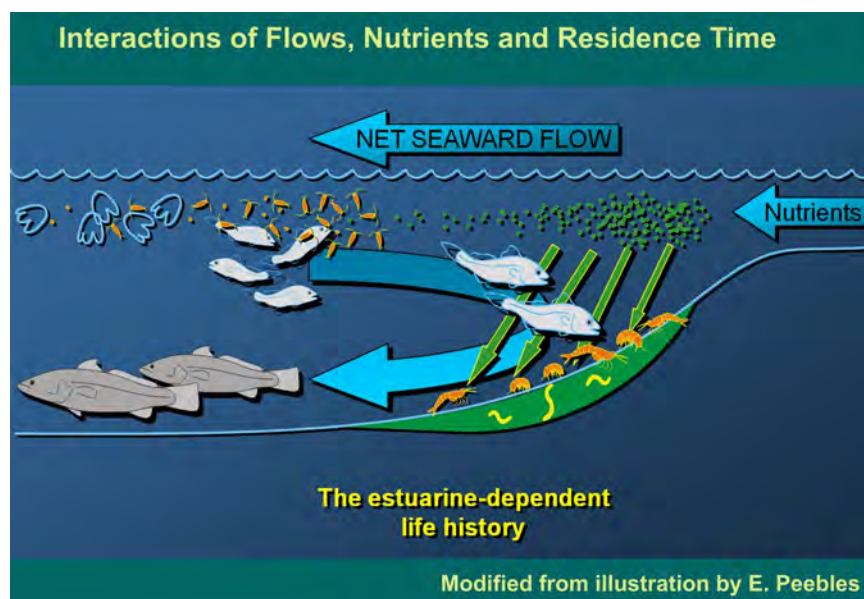 Interactions of Flows, Nutrients and Residence Time
NET SEAWARD FLOW
Nutrients
The estuarine-dependent
life history
Modified from illustration by E. Peebles